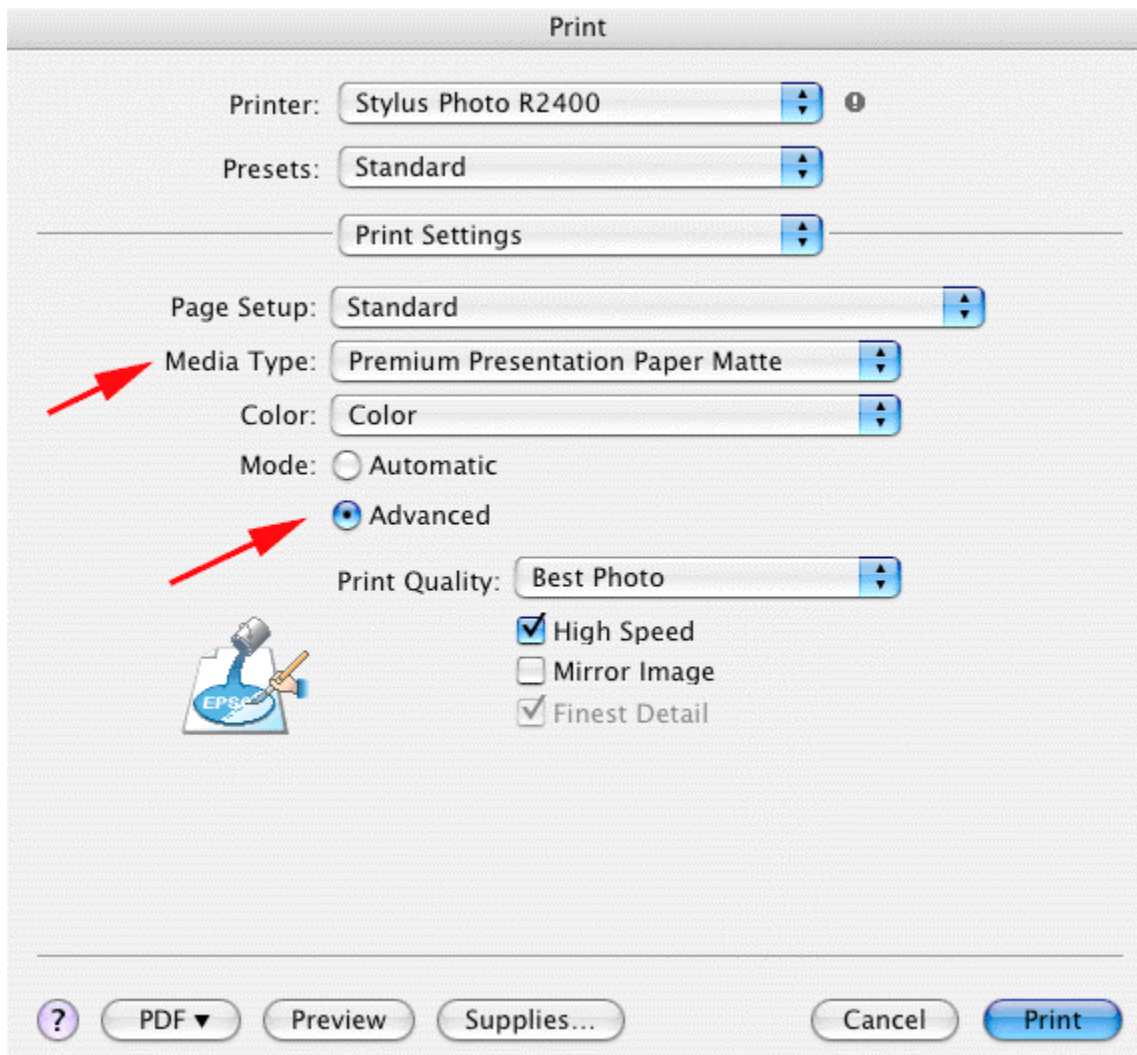 Print
Printer: Stylus Photo R2400
Presets: Standard
Print Settings
Page Setup: Standard
Media Type: Premium Presentation Paper Matte
Color: Color
Mode: Automatic
Advanced
Print Quality: Best Photo
High Speed
Mirror Image
Finest Detail
? PDF▼ Preview Supplies... Cancel Print